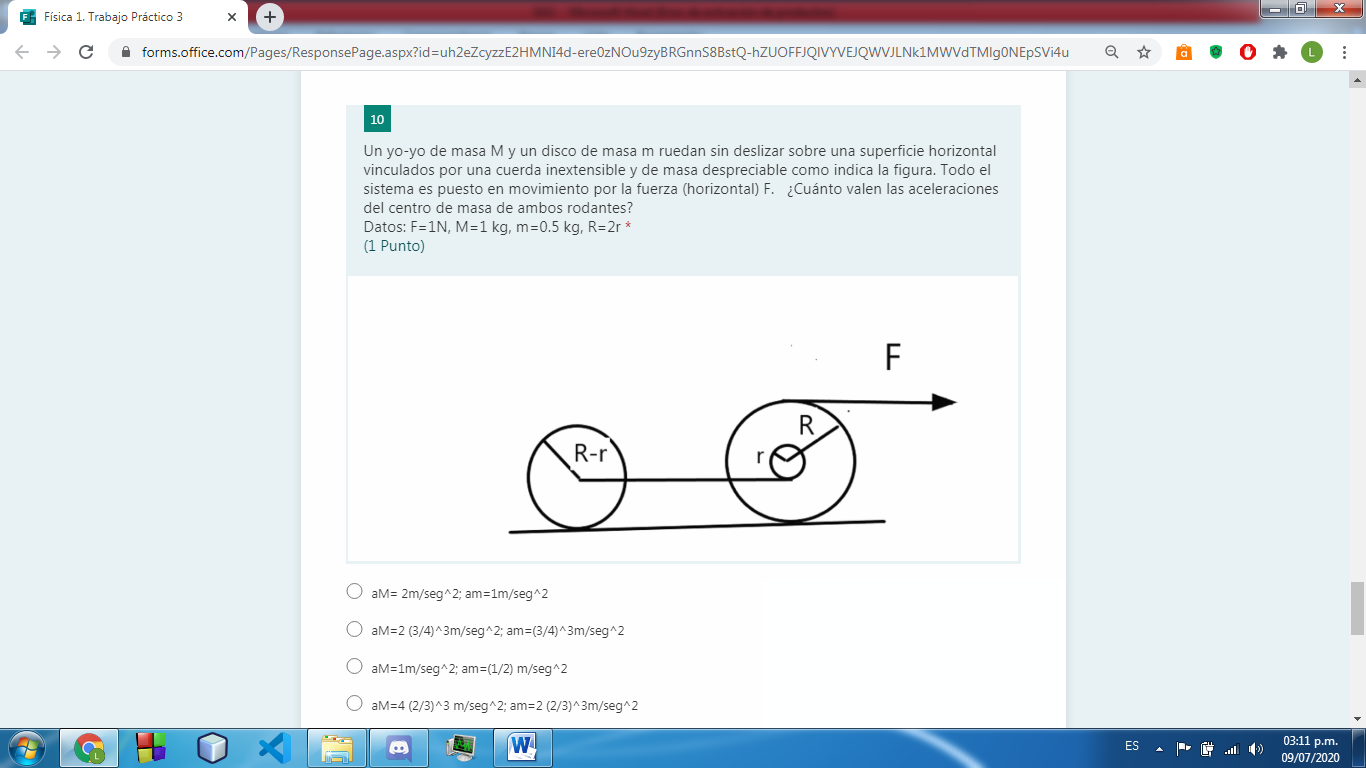 Física 1. Trabajo Práctico 3
forms.office.com/Pages/ResponsePage.aspx?id=uh2eZcyzzE2HMNI4d-ere0zNOu9zyBRGnnS8BstQ-hZUOFFJQlVYVEJQWVJLNk1MWVdTMlg0NEpSVi4u
L
10
Un yo-yo de masa M y un disco de masa m ruedan sin deslizar sobre una superficie horizontal
vinculados por una cuerda inextensible y de masa despreciable como indica la figura. Todo el
sistema es puesto en movimiento por la fuerza (horizontal) F.   ¿Cuánto valen las aceleraciones
del centro de masa de ambos rodantes?
Datos: F=1N, M=1 kg, m=0.5 kg, R=2r *
(1 Punto)
F
R
R-r
r
aM= 2m/seg^2; am=1m/seg^2
aM=2 (3/4)^3m/seg^2; am=(3/4)^3m/seg^2
aM=1m/seg^2; am=(1/2) m/seg^2
aM=4 (2/3)^3 m/seg^2; am=2 (2/3)^3m/seg^2
ES
03:11 p.m.
09/07/2020